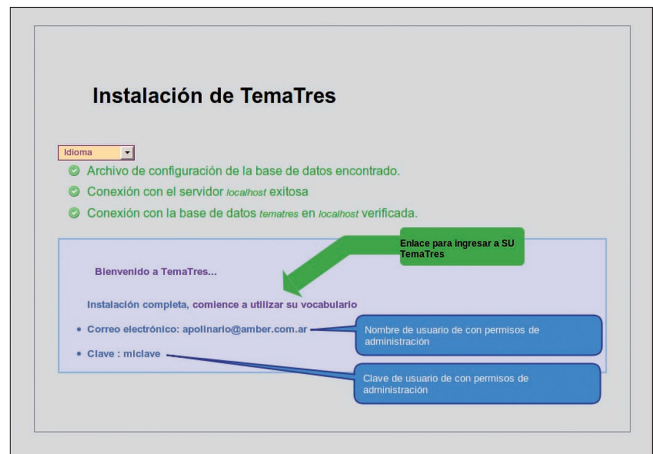 Instalación de TemaTres
Idioma
Archivo de configuración de la base de datos encontrado.
Conexión con el servidor localhost exitosa
Conexión con la base de datos tematres en localhost verificada.
Enlace para ingresar a SU
TemaTres
Bienvenido a TemaTres...
Instalación completa, comience a utilizar su vocabulario
Correo electrónico: apolinario@amber.com.ar
Nombre de usuario de con permisos de
administración
Clave : miclave
Clave de usuario de con permisos de
administración